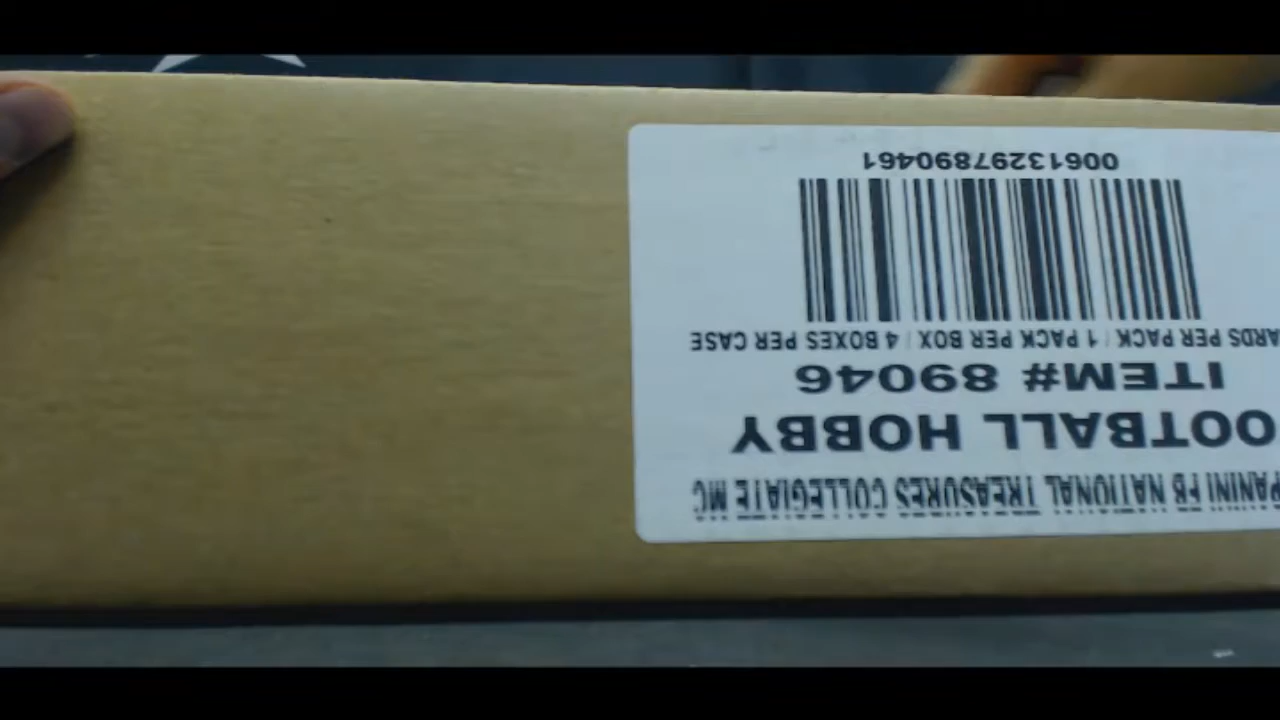 PANINI FB NATIONAL TREASURES COLLEGIATE MC
OOTBALL HOBBY
ITEM# 89046
ARDS PER PACK / 1 PACK PER BOX / 4 BOXES PER CASE
00613297890461